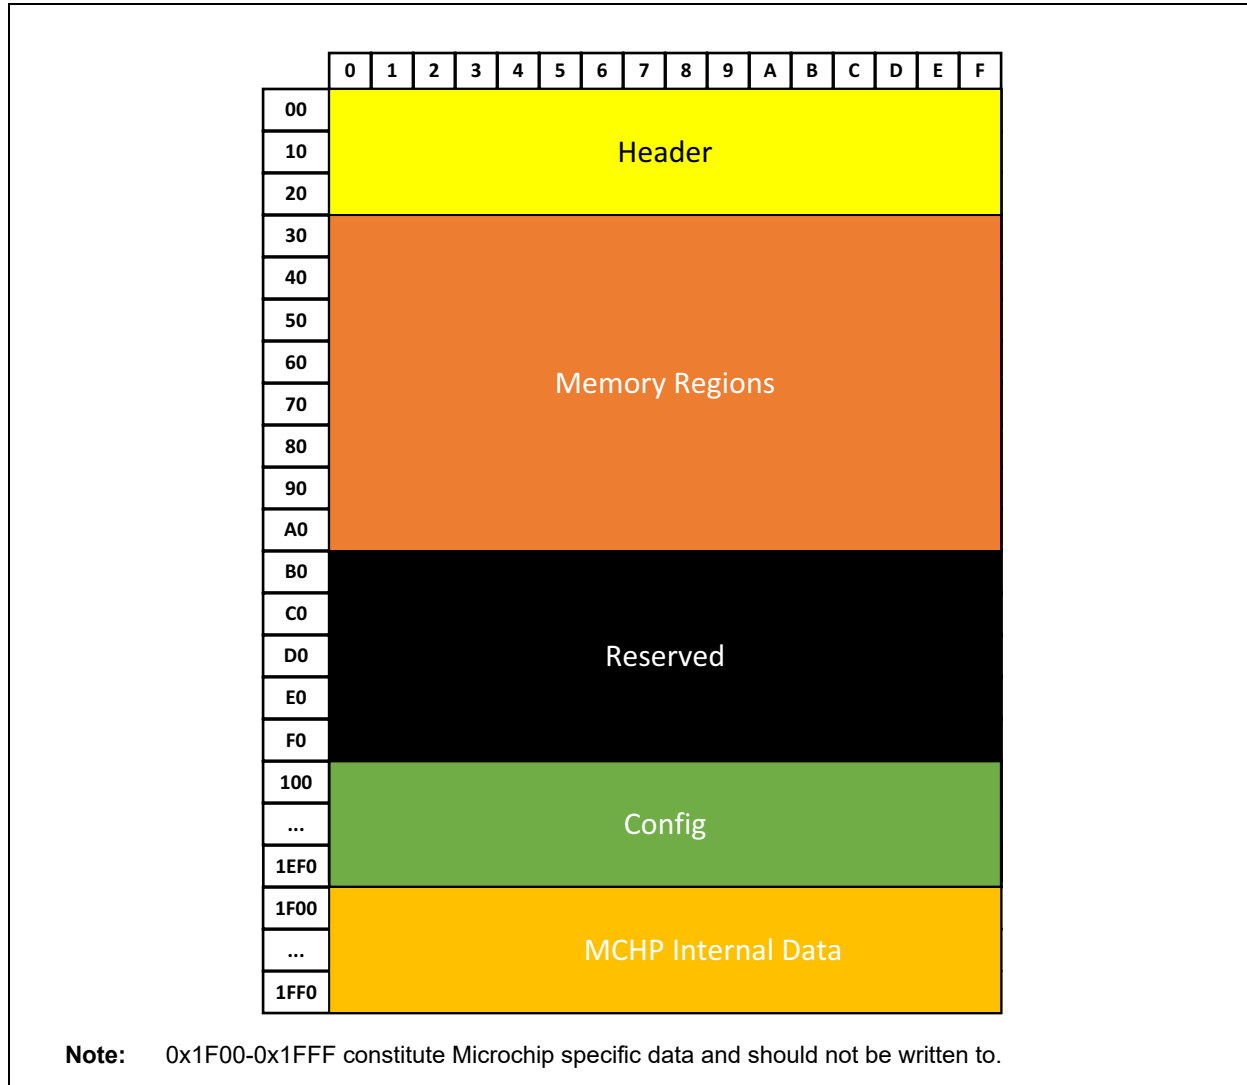 0 1 2 3 4 5 6 7 8 9 A B C D E F
00
10 Header
20
30
40
50
60
Memory Regions
70
80
90
A0
B0
C0
D0 Reserved
E0
F0
100
... Config
1EF0
1F00
... MCHP Internal Data
1FF0
Note: 0x1F00-0x1FFF constitute Microchip specific data and should not be written to.